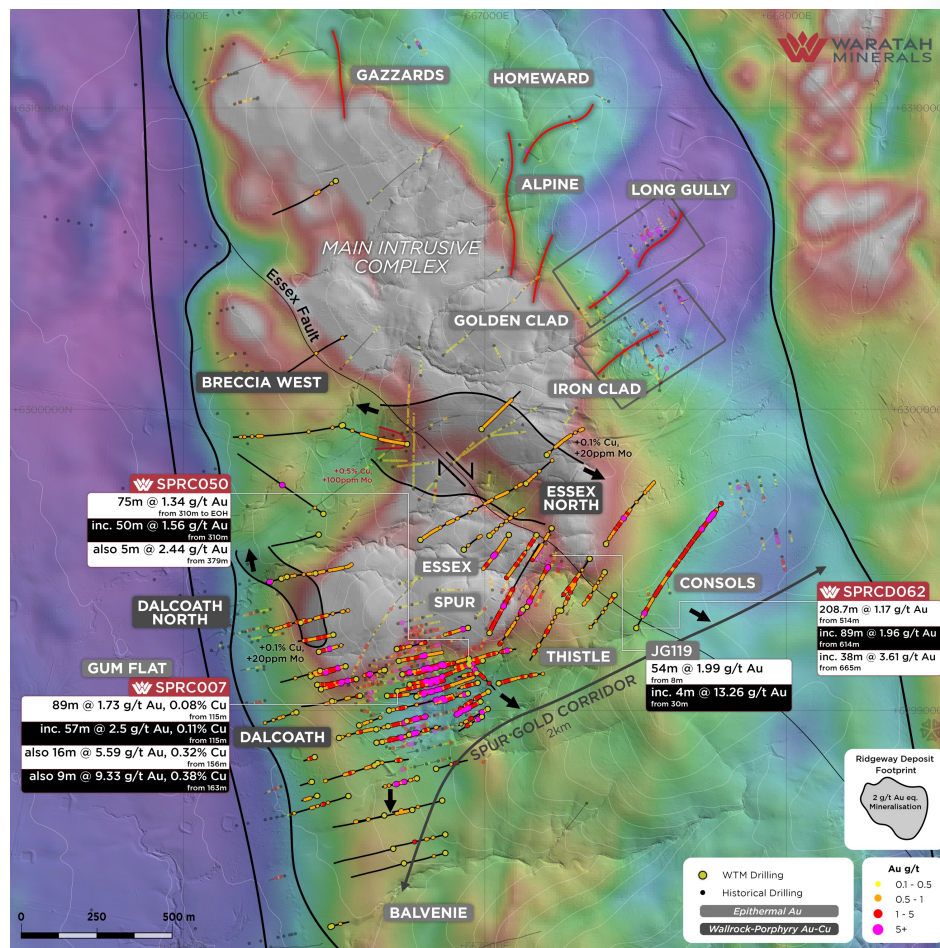 +666000E
+667000E
+668000E
WARATAH
MINERALS
GAZZARDS
HOMEWARD
+6310000N
+6310000N
ALPINE
LONG GULLY
MAIN INTRUSIVE
COMPLEX
Essex Fault
GOLDEN CLAD
BRECCIA WEST
IRON CLAD
+6300000N
+6300000N
+0.1% Cu,
+20ppm Mo
+0.5% Cu,
+100ppm Mo
ESSEX
NORTH
SPRC050
75m @ 1.34 g/t Au
from 310m to EOH
inc. 50m @ 1.56 g/t Au
from 310m
also 5m @ 2.44 g/t Au
from 379m
ESSEX
CONSOLS
SPUR
DALCOATH
NORTH
SPRCD062
208.7m @ 1.17 g/t Au
from 514m
inc. 89m @ 1.96 g/t Au
from 614m
inc. 38m @ 3.61 g/t Au
from 665m
+0.1% Cu,
+20ppm Mo
THISTLE
JG119
54m @ 1.99 g/t Au
from 8m
inc. 4m @ 13.26 g/t Au
from 30m
GUM FLAT
SPRC007
89m @ 1.73 g/t Au, 0.08% Cu
from 115m
inc. 57m @ 2.5 g/t Au, 0.11% Cu
from 115m
also 16m @ 5.59 g/t Au, 0.32% Cu
from 156m
also 9m @ 9.33 g/t Au, 0.38% Cu
from 163m
DALCOATH
SPUR GOLD CORRIDOR
2km
Ridgeway Deposit
Footprint
2 g/t Au eq.
Mineralisation
BALVENIE
WTM Drilling
Historical Drilling
Epithermal Au
Wallrock-Porphyry Au-Cu
Au g/t
0.1 - 0.5
0.5 - 1
1 - 5
5+
0
250
500 m